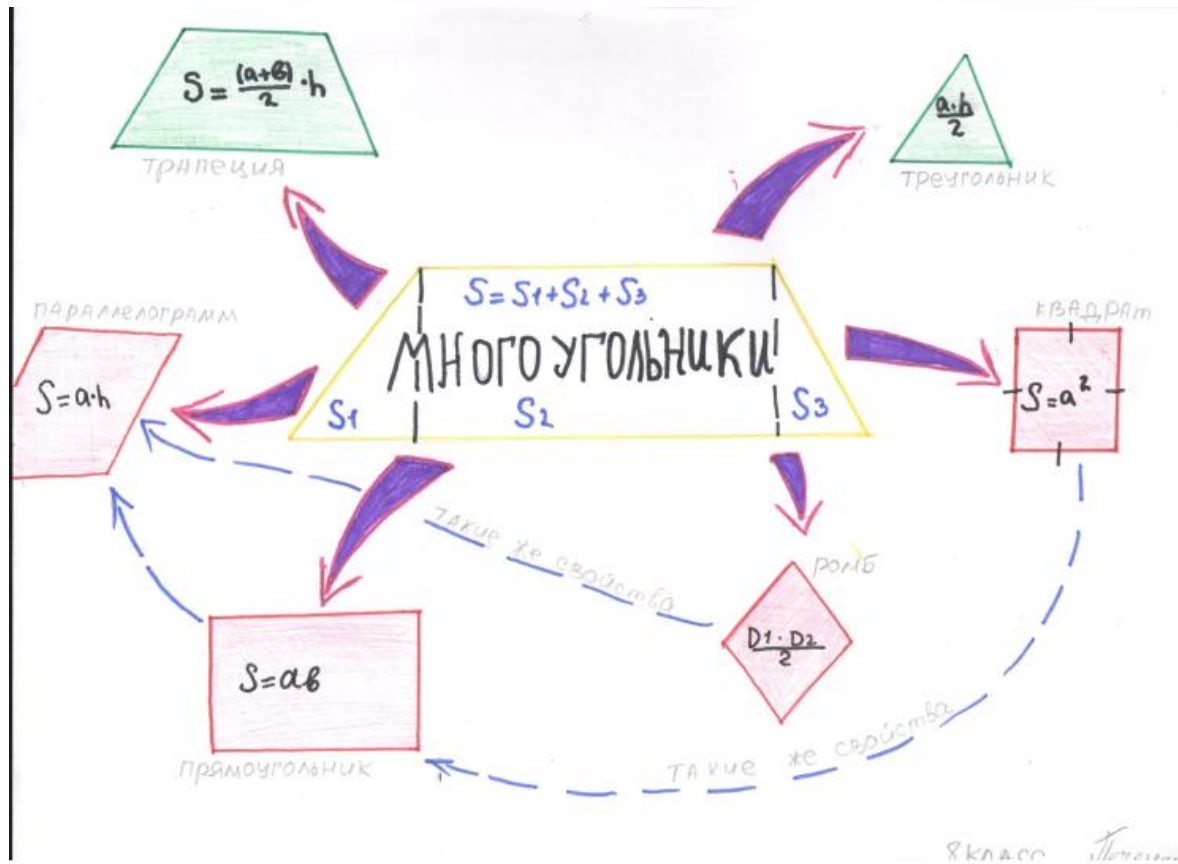 S = (a+в)/2 · h
ТРАПЕЦИЯ
a·h/2
ТРЕУГОЛЬНИК
S=S1+S2+S3
МНОГОУГОЛЬНИКИ
S1
S2
S3
ПАРАЛЛЕЛОГРАММ
S=a·h
КВАДРАТ
S=a²
ТАКИЕ ЖЕ СВОЙСТВА
РОМБ
D1·D2/2
S=aв
ПРЯМОУГОЛЬНИК
ТАКИЕ ЖЕ СВОЙСТВА
8 КЛАСС